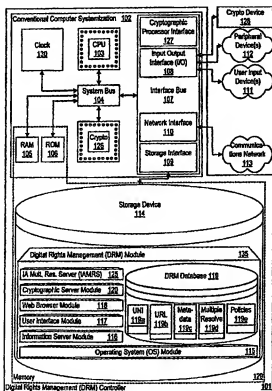 Conventional Computer Systemization 102
Clock
130
CPU
103
System Bus
104
RAM
105
ROM
106
Crypto
126
Cryptographic
Processor Interface
127
Input Output
Interface (I/O)
108
Interface Bus
107
Network Interface
110
Storage Interface
109
Crypto Device
128
Peripheral
Device(s)
112
User Input
Device(s)
111
Communica-
tions Network
113
Storage Device
114
Digital Rights Management (DRM) Module
IA Mult. Res. Server (IAMRS) 125
Cryptographic Server Module 120
Web Browser Module 118
User Interface Module 117
Information Server Module 116
DRM Database 119
UNI
119a
URL
119b
Meta-
data
119c
Multiple
Resolve
119d
Policies
119e
Operating System (OS) Module 115
Memory 129
Digital Rights Management (DRM) Controller 101